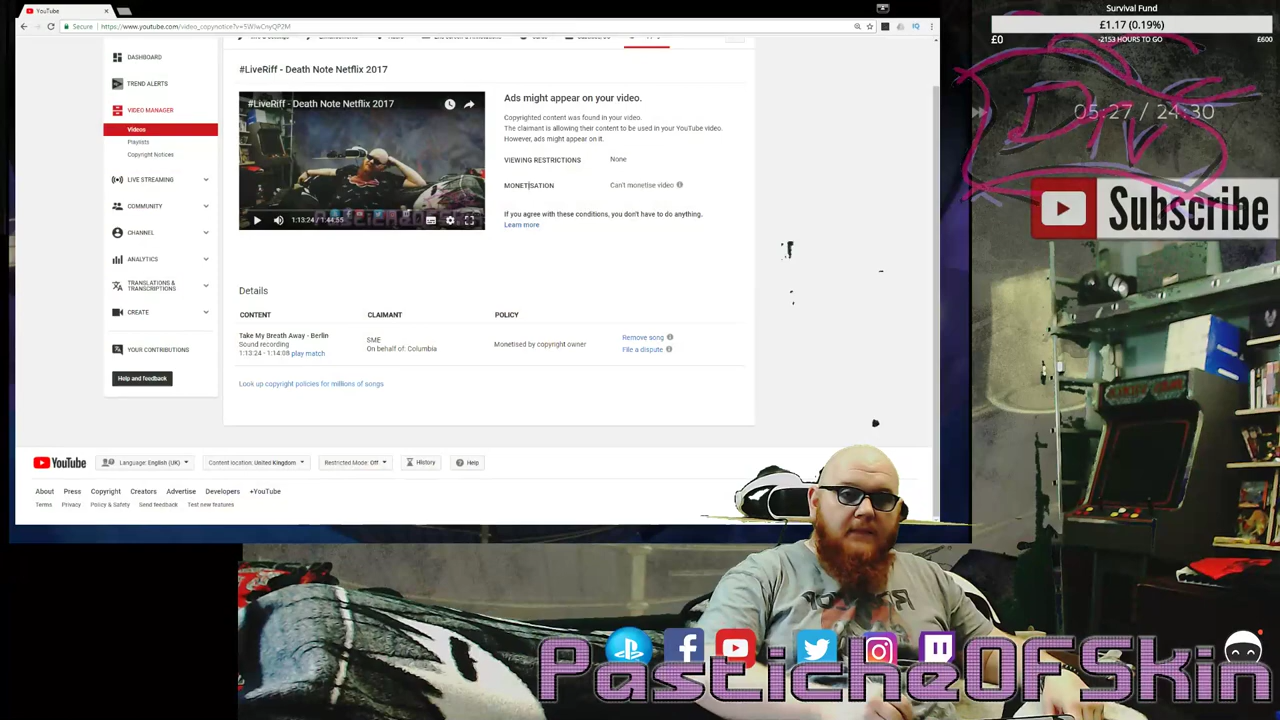 YouTube
Secure | https://www.youtube.com/video_copynotice?v=5WlwCnyQP2M
Survival Fund
£1.17 (0.19%)
£0 -2153 HOURS TO GO £600
05:27 / 24:30
Subscribe
DASHBOARD
TREND ALERTS
VIDEO MANAGER
Videos
Playlists
Copyright Notices
LIVE STREAMING
COMMUNITY
CHANNEL
ANALYTICS
TRANSLATIONS &
TRANSCRIPTIONS
CREATE
YOUR CONTRIBUTIONS
Help and feedback
#LiveRiff - Death Note Netflix 2017
#LiveRiff - Death Note Netflix 2017
1:13:24 / 1:44:55
Ads might appear on your video.
Copyrighted content was found in your video.
The claimant is allowing their content to be used in your YouTube video.
However, ads might appear on it.
VIEWING RESTRICTIONS None
MONETISATION Can't monetise video
If you agree with these conditions, you don't have to do anything.
Learn more
Details
CONTENT CLAIMANT POLICY
Take My Breath Away - Berlin
Sound recording
1:13:24 - 1:14:08 play match
SME
On behalf of: Columbia
Monetised by copyright owner
Remove song
File a dispute
Look up copyright policies for millions of songs
YouTube Language: English (UK) Content location: United Kingdom Restricted Mode: Off History Help
About Press Copyright Creators Advertise Developers +YouTube
Terms Privacy Policy & Safety Send feedback Test new features
PasticheOFSkin